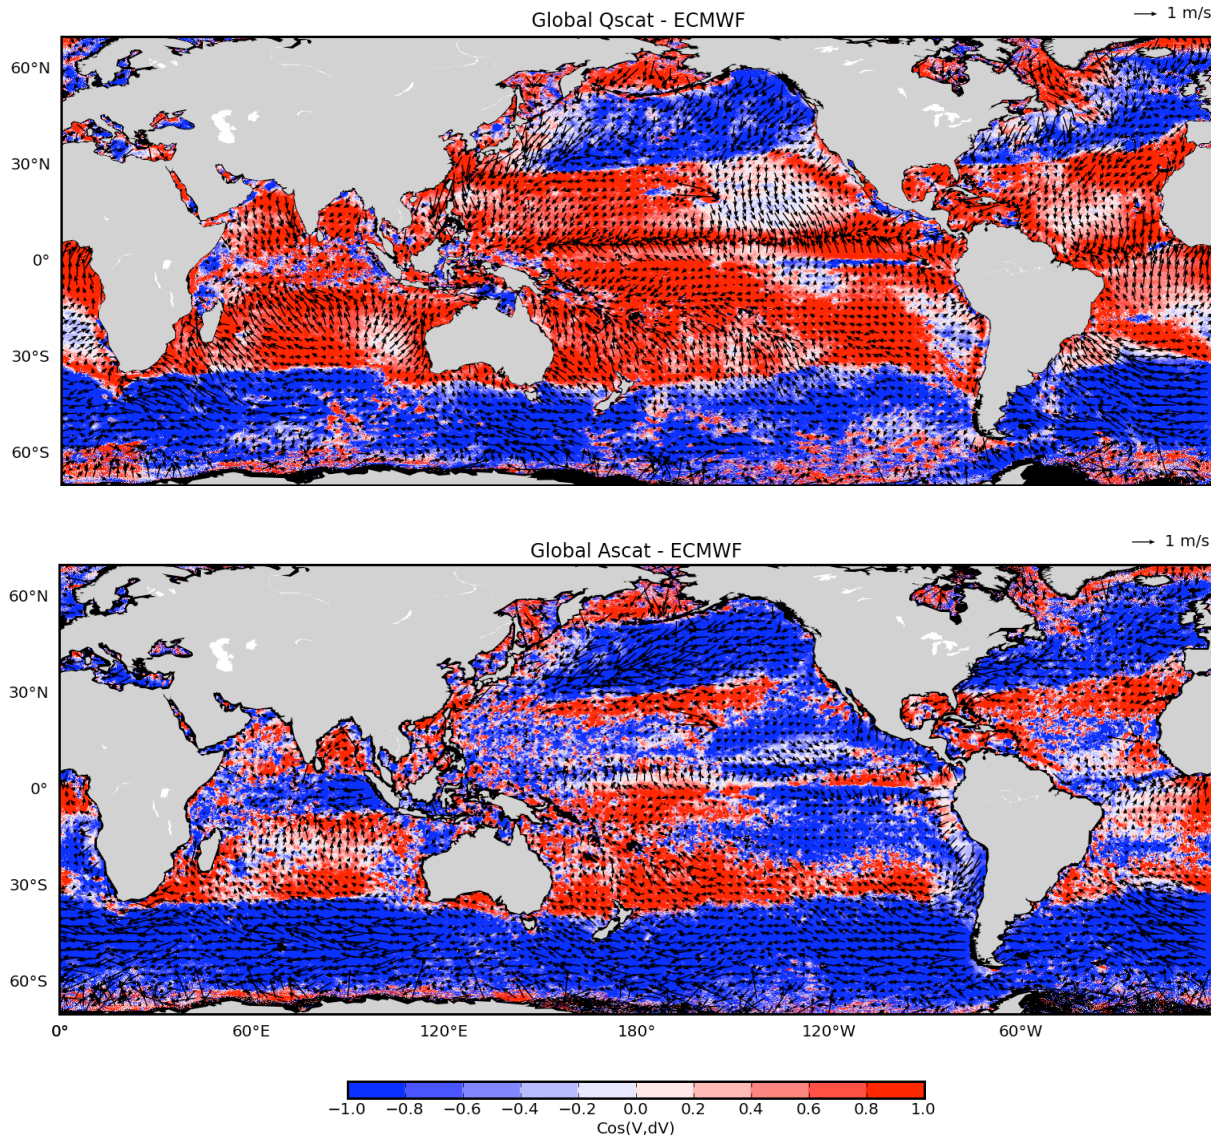 Global Qscat - ECMWF
1 m/s
60°N
30°N
0°
30°S
60°S
Global Ascat - ECMWF
1 m/s
60°N
30°N
0°
30°S
60°S
0° 60°E 120°E 180° 120°W 60°W
−1.0 −0.8 −0.6 −0.4 −0.2 0.0 0.2 0.4 0.6 0.8 1.0
Cos(V,dV)